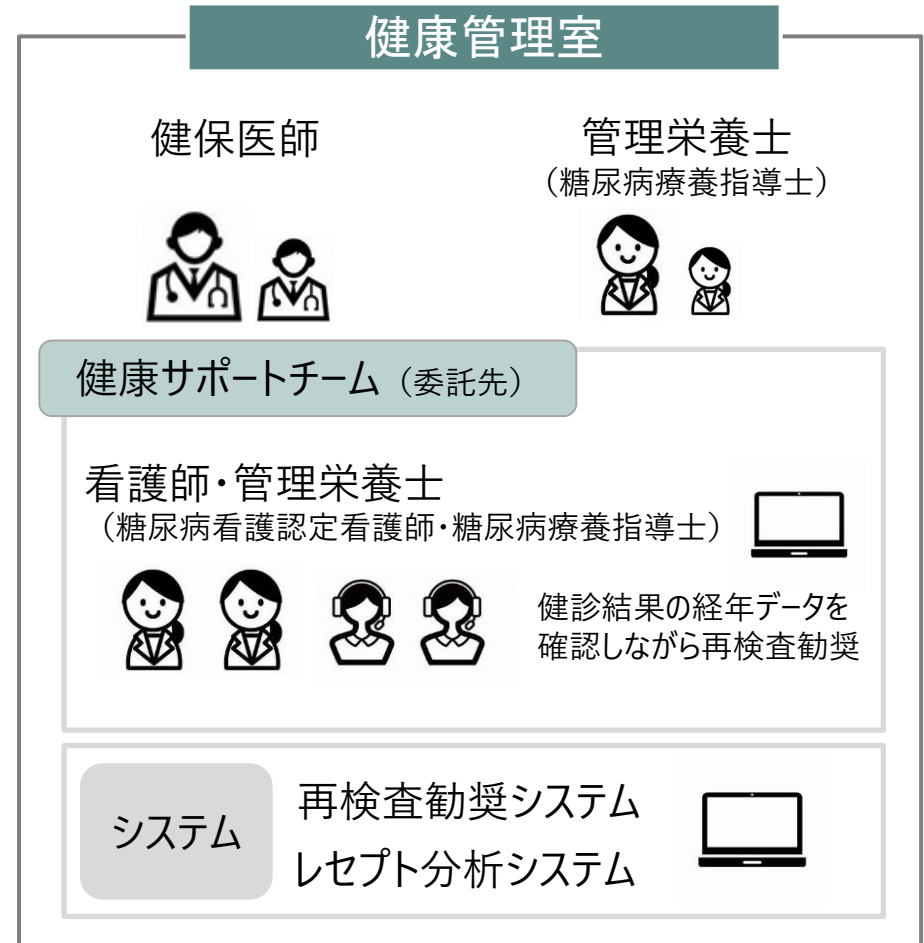 健康管理室
健保医師
管理栄養士
（糖尿病療養指導士）
健康サポートチーム（委託先）
看護師・管理栄養士
（糖尿病看護認定看護師・糖尿病療養指導士）
健診結果の経年データを
確認しながら再検査勧奨
システム
再検査勧奨システム
レセプト分析システム